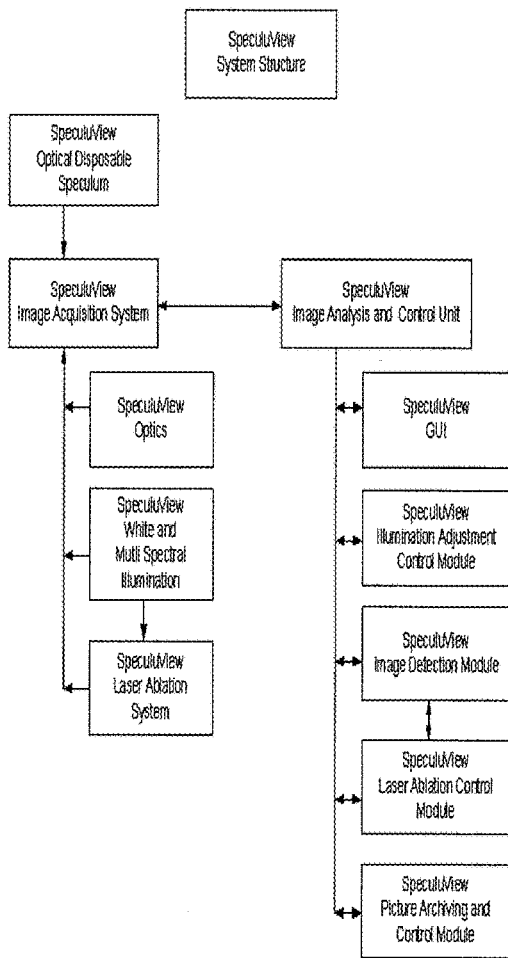 SpeculuView
System Structure
SpeculuView
Optical Disposable
Speculum
SpeculuView
Image Acquisition System
SpeculuView
Image Analysis and Control Unit
SpeculuView
Optics
SpeculuView
White and
Mutli Spectral
Illumination
SpeculuView
Laser Ablation
System
SpeculuView
GUI
SpeculuView
Illumination Adjustment
Control Module
SpeculuView
Image Detection Module
SpeculuView
Laser Ablation Control
Module
SpeculuView
Picture Archiving and
Control Module